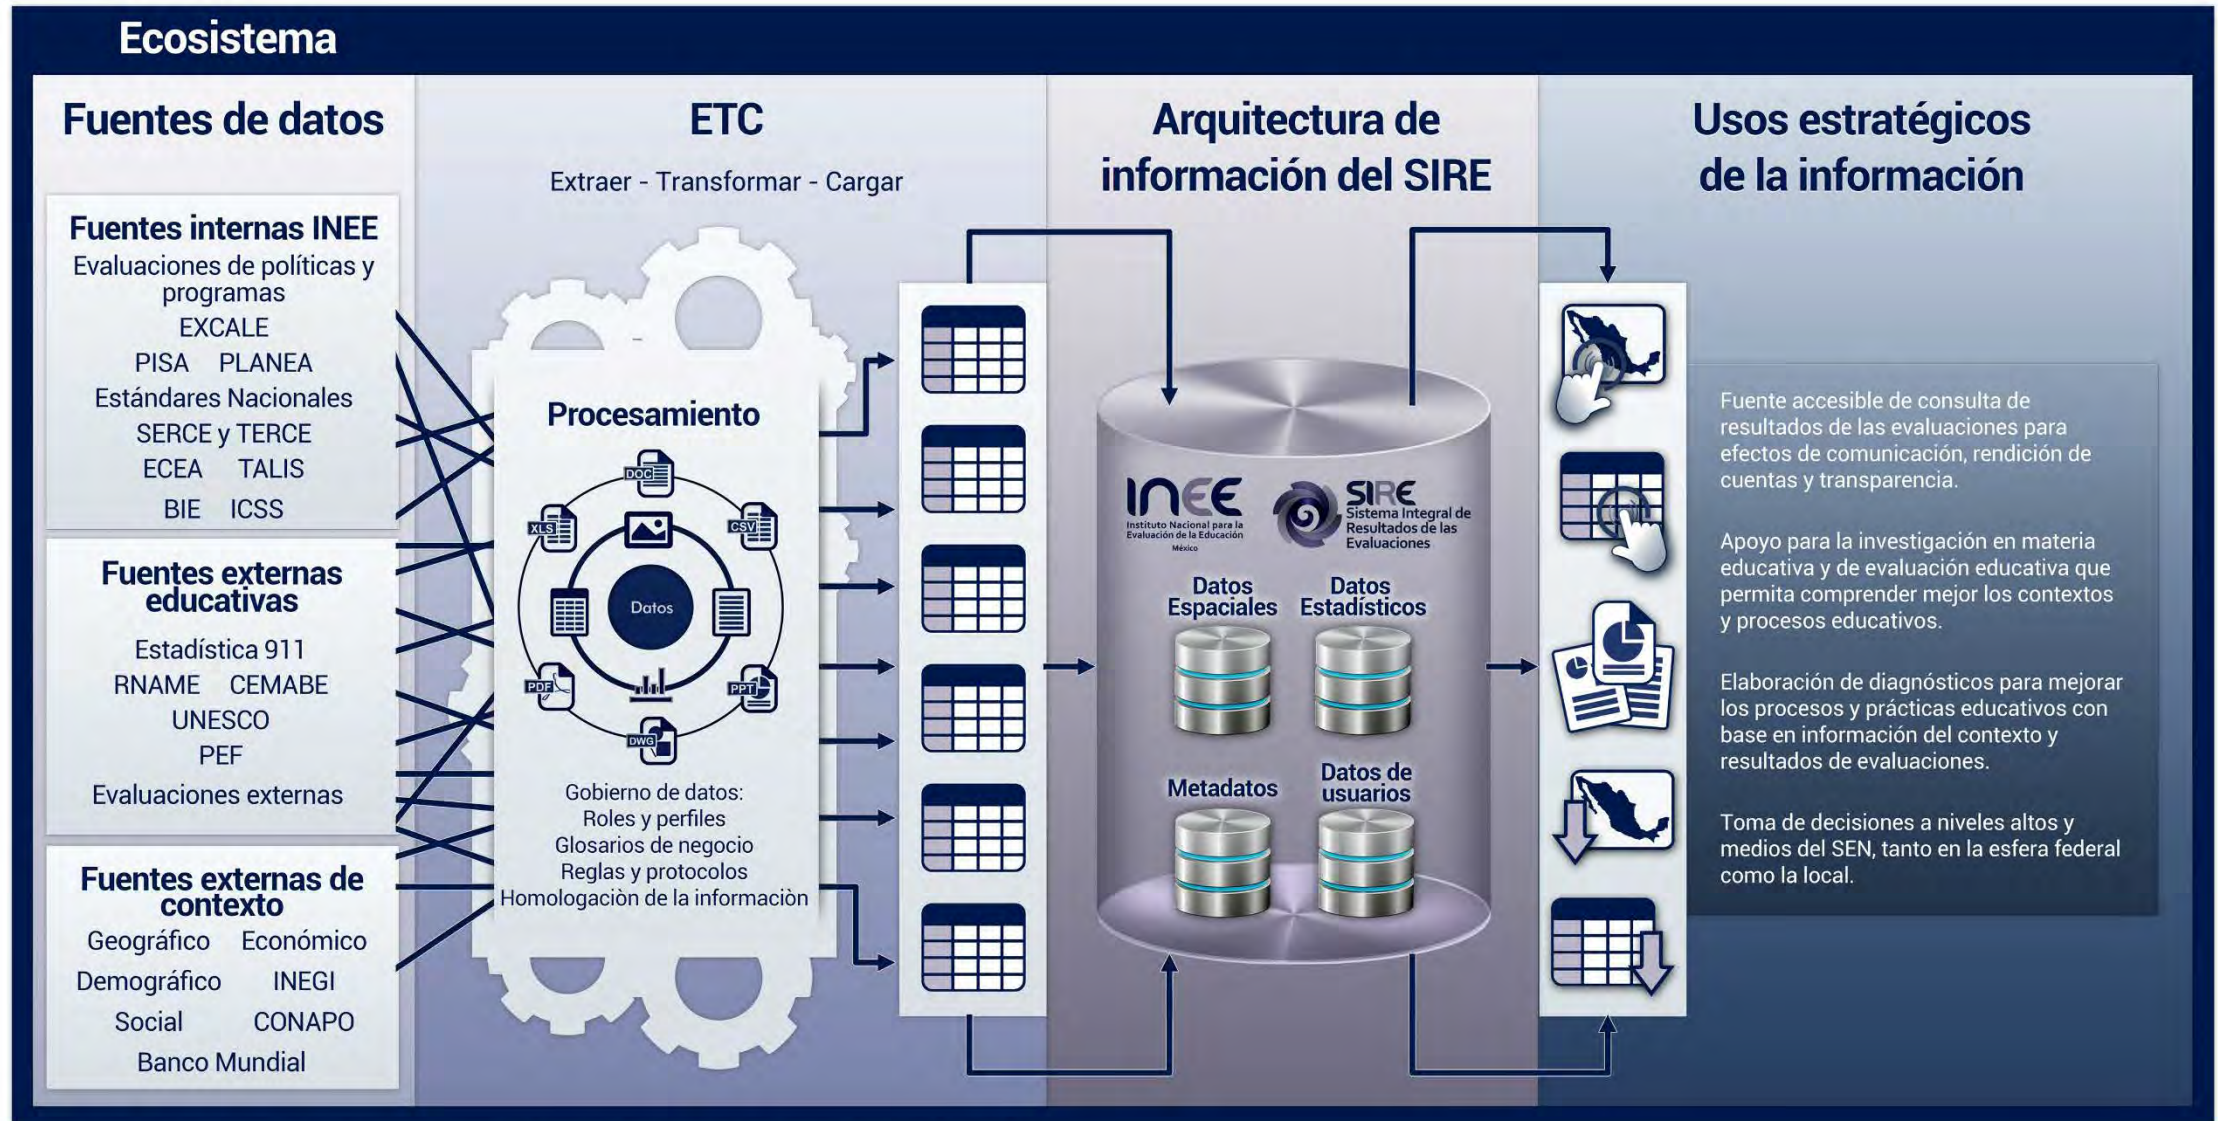 Ecosistema
Fuentes de datos
Fuentes internas INEE
Evaluaciones de políticas y
programas
EXCALE
PISA PLANEA
Estándares Nacionales
SERCE y TERCE
ECEA TALIS
BIE ICSS
Fuentes externas
educativas
Estadística 911
RNAME CEMABE
UNESCO
PEF
Evaluaciones externas
Fuentes externas de
contexto
Geográfico Económico
Demográfico INEGI
Social CONAPO
Banco Mundial
ETC
Extraer - Transformar - Cargar
Procesamiento
DOC
XLS
CSV
Datos
PDF
PPT
DWG
Gobierno de datos:
Roles y perfiles
Glosarios de negocio
Reglas y protocolos
Homologaciòn de la informaciòn
Arquitectura de
información del SIRE
INEE
Instituto Nacional para la
Evaluación de la Educación
México
SIRE
Sistema Integral de
Resultados de las
Evaluaciones
Datos
Espaciales
Datos
Estadísticos
Metadatos
Datos de
usuarios
Usos estratégicos
de la información
Fuente accesible de consulta de
resultados de las evaluaciones para
efectos de comunicación, rendición de
cuentas y transparencia.
Apoyo para la investigación en materia
educativa y de evaluación educativa que
permita comprender mejor los contextos
y procesos educativos.
Elaboración de diagnósticos para mejorar
los procesos y prácticas educativos con
base en información del contexto y
resultados de evaluaciones.
Toma de decisiones a niveles altos y
medios del SEN, tanto en la esfera federal
como la local.